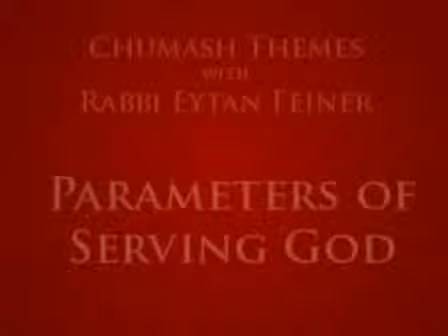 Chumash Themes
with
Rabbi Eytan Feiner
Parameters of
Serving God